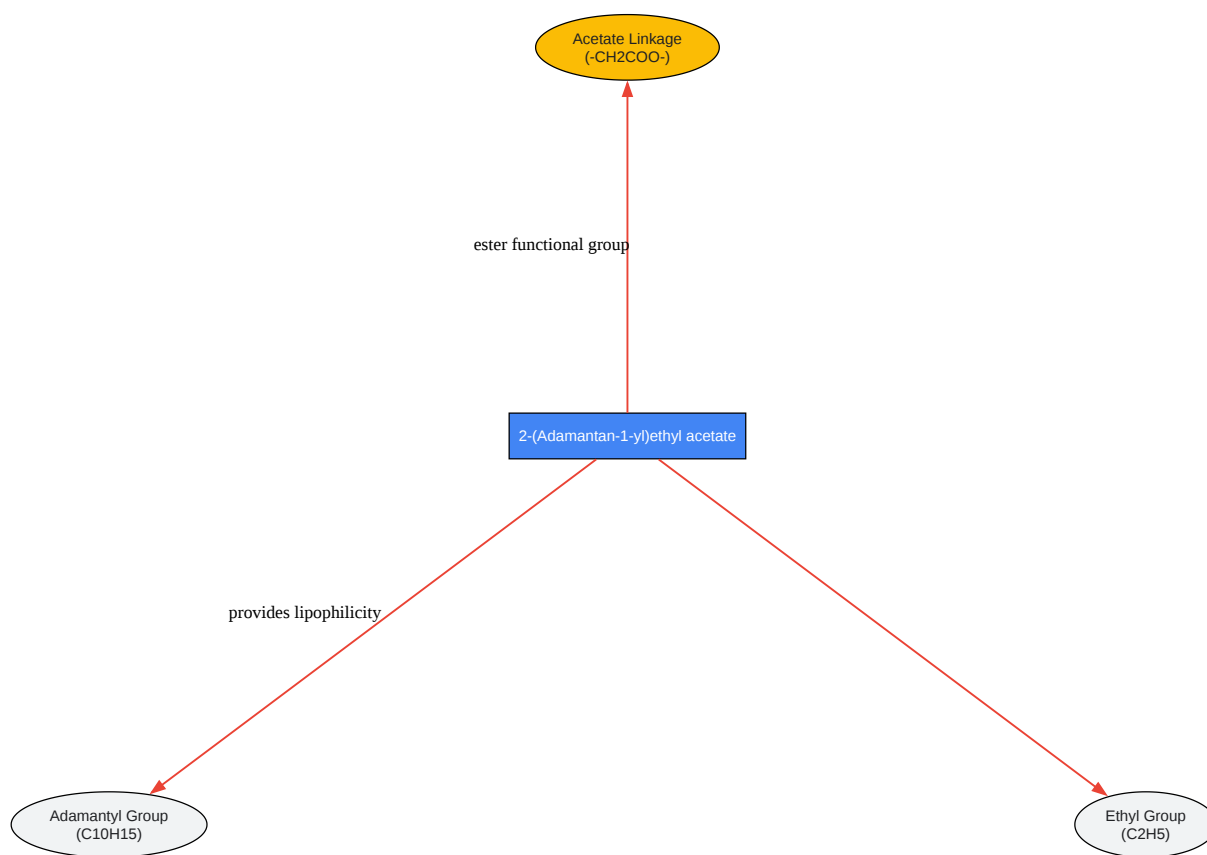 Acetate Linkage
(-CH2COO-)
ester functional group
2-(Adamantan-1-yl)ethyl acetate
provides lipophilicity
Adamantyl Group
(C10H15)
Ethyl Group
(C2H5)